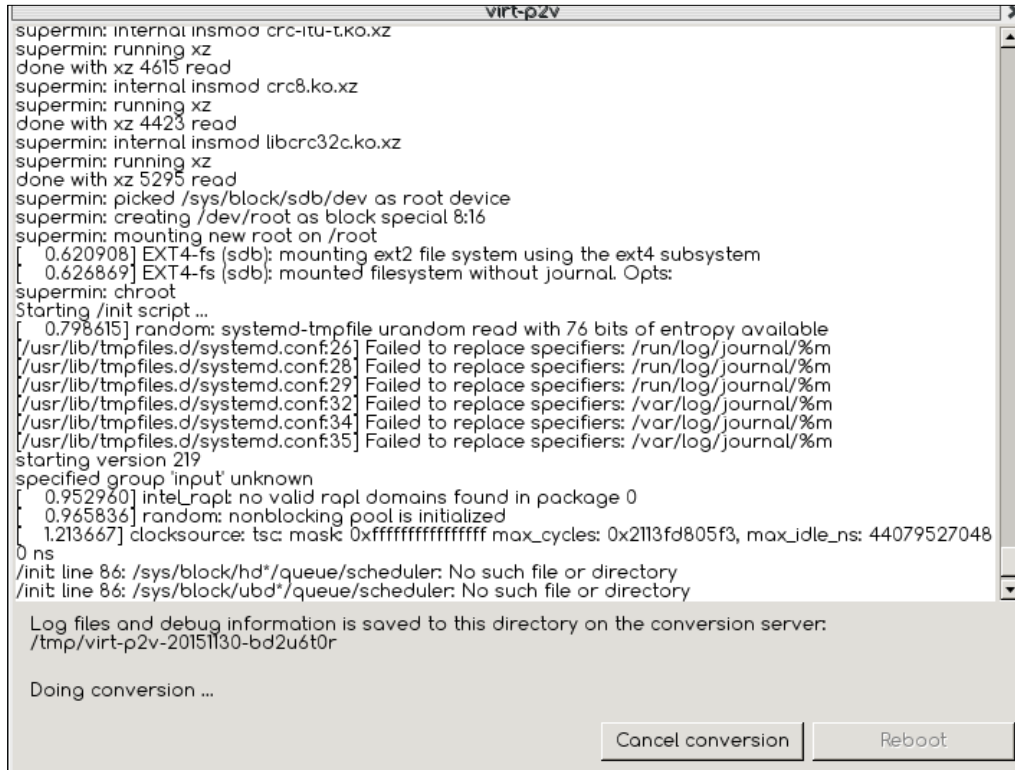 virt-p2v
supermin: internal insmod crc-itu-t.ko.xz
supermin: running xz
done with xz 4615 read
supermin: internal insmod crc8.ko.xz
supermin: running xz
done with xz 4423 read
supermin: internal insmod libcrc32c.ko.xz
supermin: running xz
done with xz 5295 read
supermin: picked /sys/block/sdb/dev as root device
supermin: creating /dev/root as block special 8:16
supermin: mounting new root on /root
[    0.620908] EXT4-fs (sdb): mounting ext2 file system using the ext4 subsystem
[    0.626869] EXT4-fs (sdb): mounted filesystem without journal. Opts:
supermin: chroot
Starting /init script ...
[    0.798615] random: systemd-tmpfile urandom read with 76 bits of entropy available
[/usr/lib/tmpfiles.d/systemd.conf:26] Failed to replace specifiers: /run/log/journal/%m
[/usr/lib/tmpfiles.d/systemd.conf:28] Failed to replace specifiers: /run/log/journal/%m
[/usr/lib/tmpfiles.d/systemd.conf:29] Failed to replace specifiers: /run/log/journal/%m
[/usr/lib/tmpfiles.d/systemd.conf:32] Failed to replace specifiers: /var/log/journal/%m
[/usr/lib/tmpfiles.d/systemd.conf:34] Failed to replace specifiers: /var/log/journal/%m
[/usr/lib/tmpfiles.d/systemd.conf:35] Failed to replace specifiers: /var/log/journal/%m
starting version 219
specified group 'input' unknown
[    0.952960] intel_rapl: no valid rapl domains found in package 0
[    0.965836] random: nonblocking pool is initialized
[    1.213667] clocksource: tsc: mask: 0xffffffffffffffff max_cycles: 0x2113fd805f3, max_idle_ns: 44079527048
0 ns
/init: line 86: /sys/block/hd*/queue/scheduler: No such file or directory
/init: line 86: /sys/block/ubd*/queue/scheduler: No such file or directory
Log files and debug information is saved to this directory on the conversion server:
/tmp/virt-p2v-20151130-bd2u6t0r
Doing conversion ...
Cancel conversion
Reboot